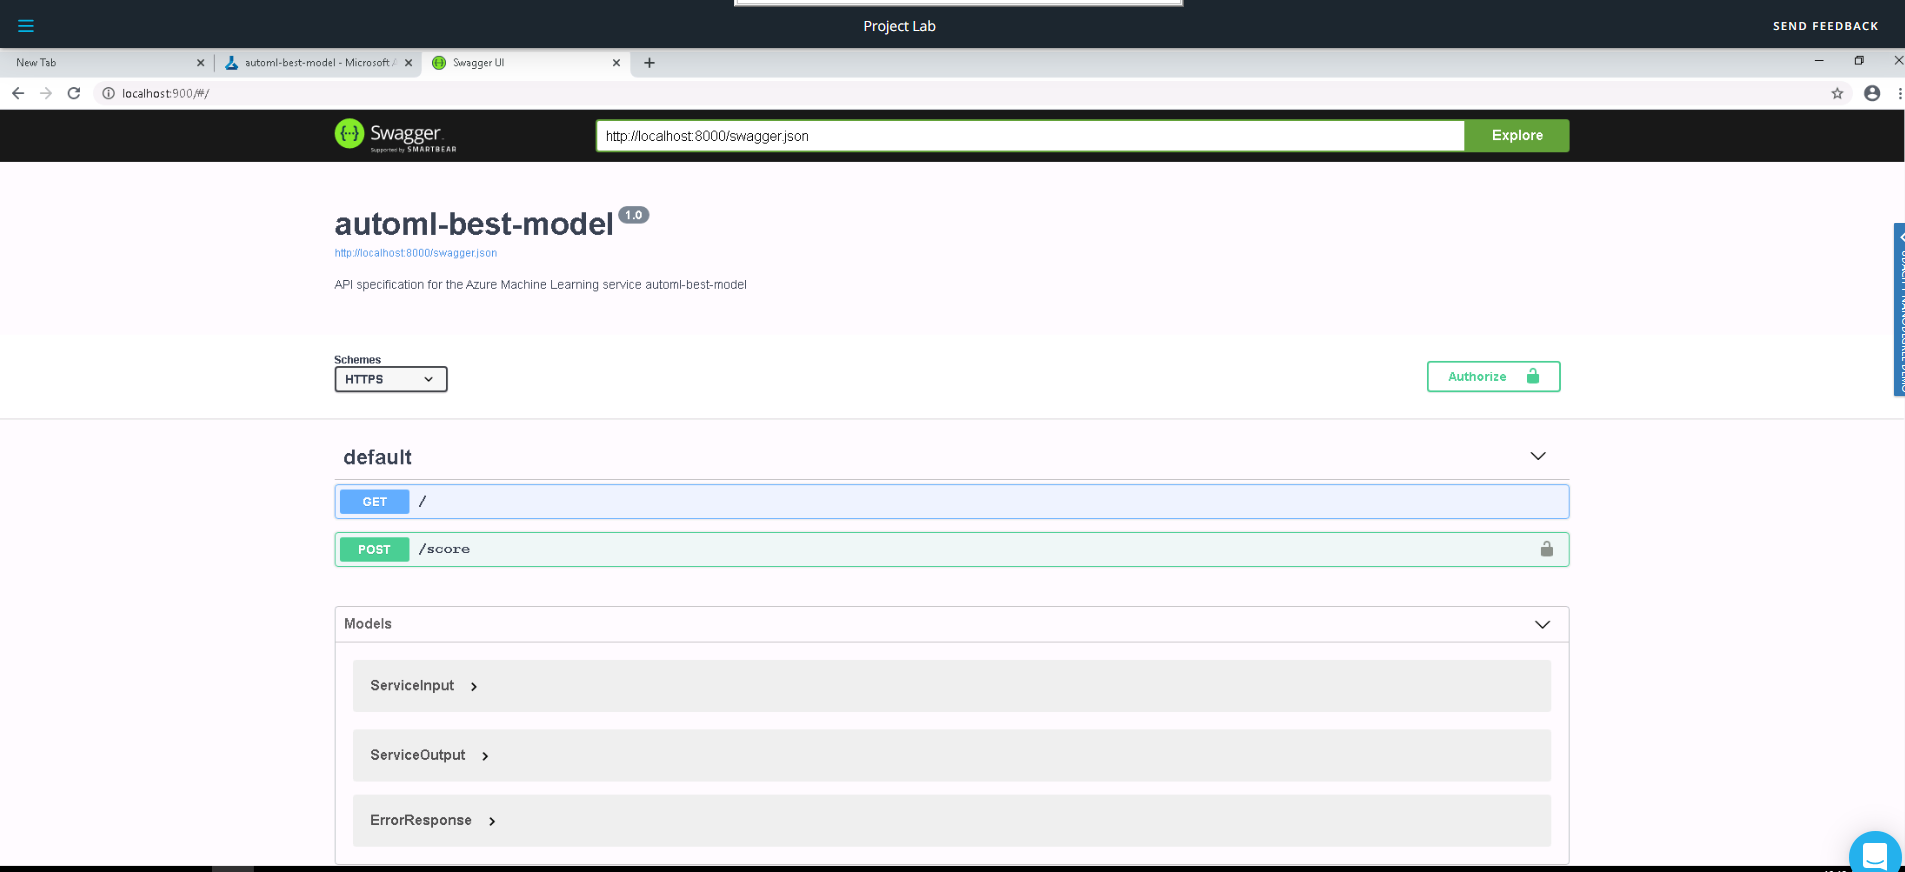 Project Lab
SEND FEEDBACK
New Tab
automl-best-model - Microsoft
Swagger UI
localhost:900/#/
Swagger
Supported by SMARTBEAR
http://localhost:8000/swagger.json
Explore
automl-best-model 1.0
http://localhost:8000/swagger.json
API specification for the Azure Machine Learning service automl-best-model
Schemes
HTTPS
Authorize
default
GET /
POST /score
Models
ServiceInput
ServiceOutput
ErrorResponse